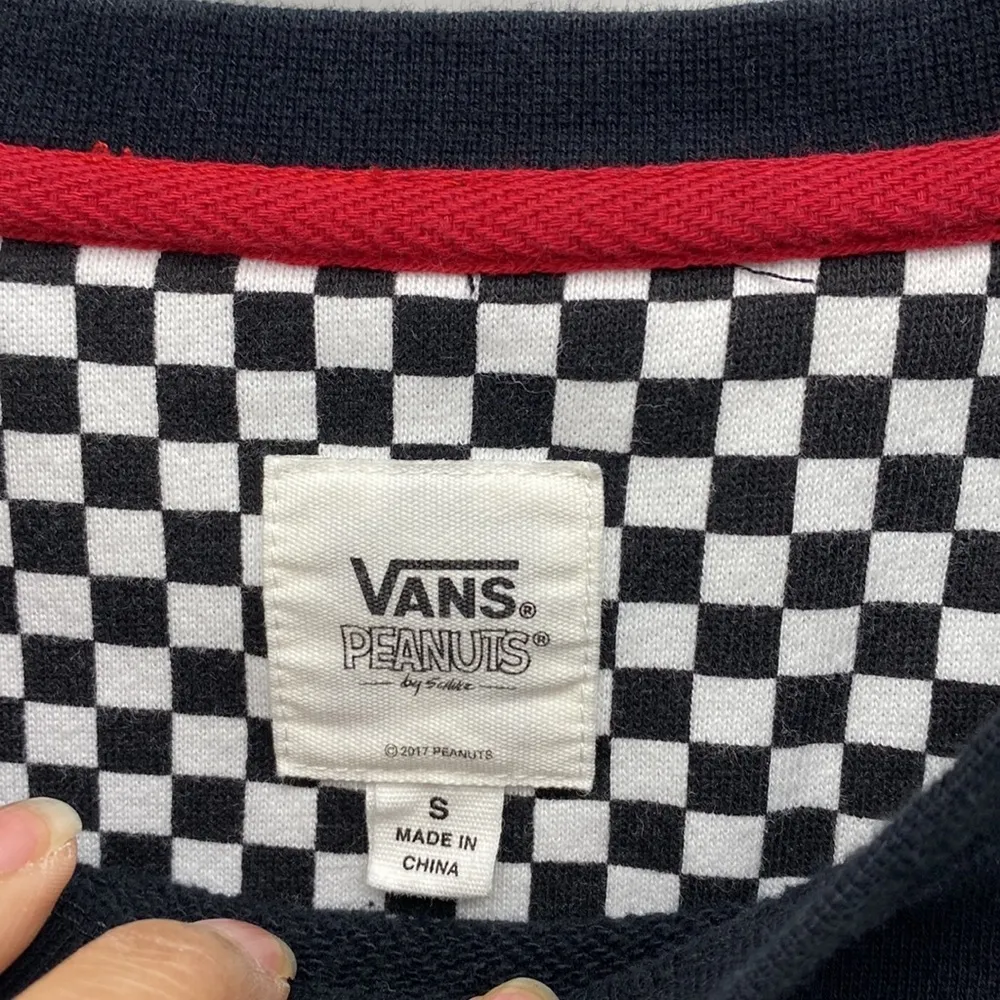 VANS®
PEANUTS®
by Schulz
© 2017 PEANUTS
S
MADE IN
CHINA